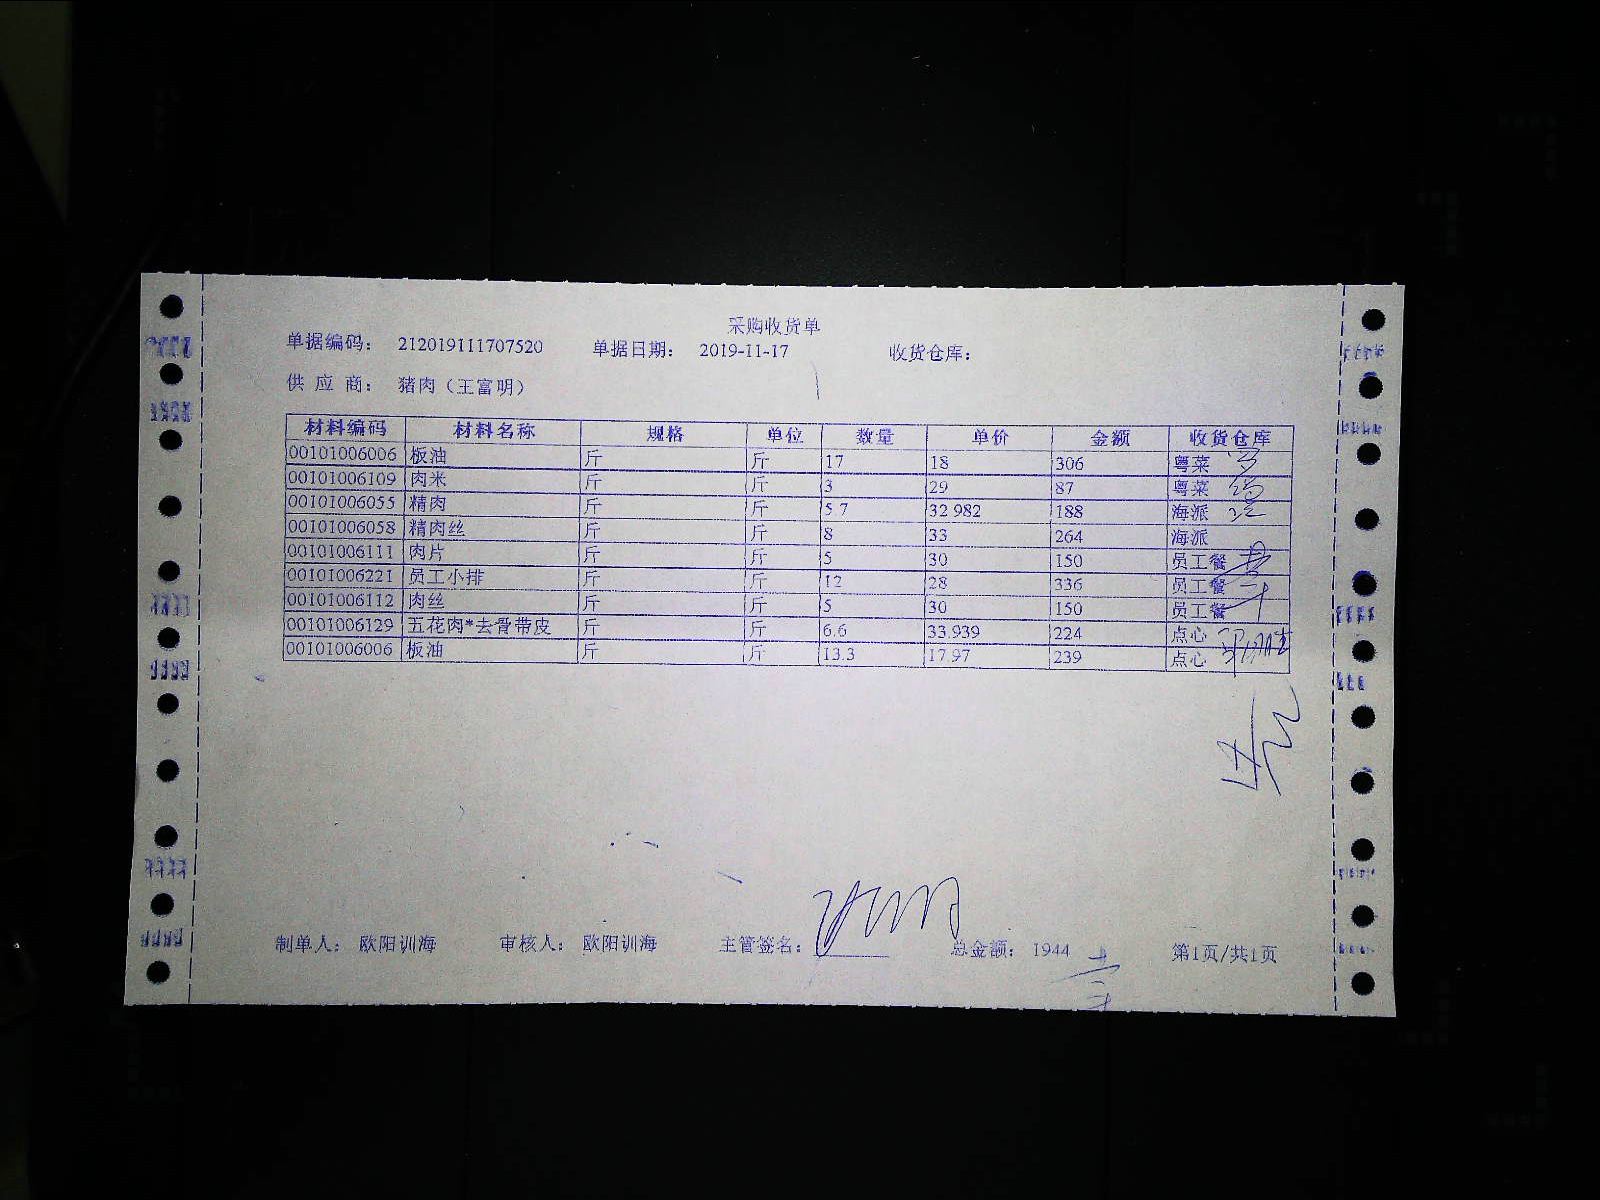 采购收货单
单据编码： 212019111707520 单据日期： 2019-11-17 收货仓库：
供 应 商： 猪肉（王富明）
材料编码 材料名称 规格 单位 数量 单价 金额 收货仓库
00101006006 板油 斤 斤 17 18 306 粤菜
00101006109 肉米 斤 斤 3 29 87 粤菜
00101006055 精肉 斤 斤 5.7 32.982 188 海派
00101006058 精肉丝 斤 斤 8 33 264 海派
00101006111 肉片 斤 斤 5 30 150 员工餐
00101006221 员工小排 斤 斤 12 28 336 员工餐
00101006112 肉丝 斤 斤 5 30 150 员工餐
00101006129 五花肉*去骨带皮 斤 斤 6.6 33.939 224 点心
00101006006 板油 斤 斤 13.3 17.97 239 点心
制单人： 欧阳训海 审核人： 欧阳训海 主管签名： 总金额： 1944 第1页/共1页